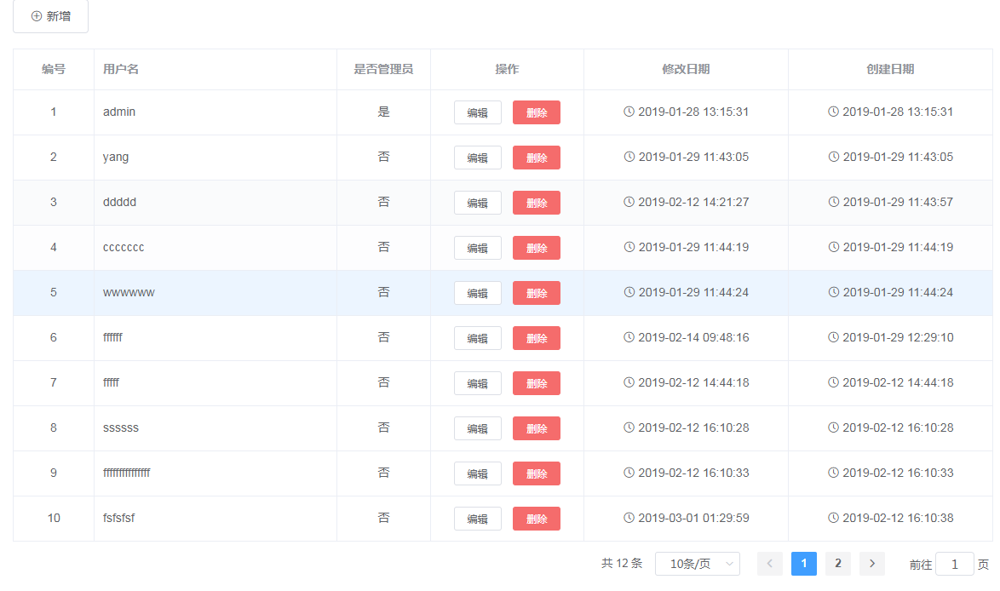 新增
编号 用户名 是否管理员 操作 修改日期 创建日期
1 admin 是 编辑 删除 2019-01-28 13:15:31 2019-01-28 13:15:31
2 yang 否 编辑 删除 2019-01-29 11:43:05 2019-01-29 11:43:05
3 ddddd 否 编辑 删除 2019-02-12 14:21:27 2019-01-29 11:43:57
4 ccccccc 否 编辑 删除 2019-01-29 11:44:19 2019-01-29 11:44:19
5 wwwwww 否 编辑 删除 2019-01-29 11:44:24 2019-01-29 11:44:24
6 ffffff 否 编辑 删除 2019-02-14 09:48:16 2019-01-29 12:29:10
7 fffff 否 编辑 删除 2019-02-12 14:44:18 2019-02-12 14:44:18
8 ssssss 否 编辑 删除 2019-02-12 16:10:28 2019-02-12 16:10:28
9 fffffffffffffff 否 编辑 删除 2019-02-12 16:10:33 2019-02-12 16:10:33
10 fsfsfsf 否 编辑 删除 2019-03-01 01:29:59 2019-02-12 16:10:38
共 12 条 10条/页 1 2 前往 1 页